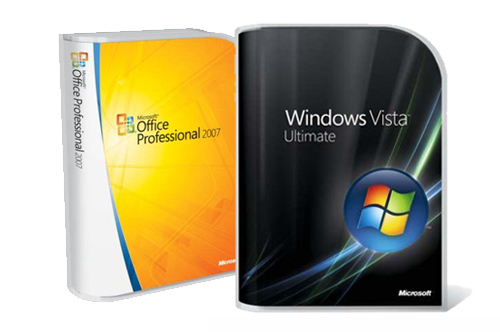 Microsoft
Office Professional 2007
Microsoft
Office
Professional 2007
Microsoft
Windows Vista
Ultimate
Microsoft